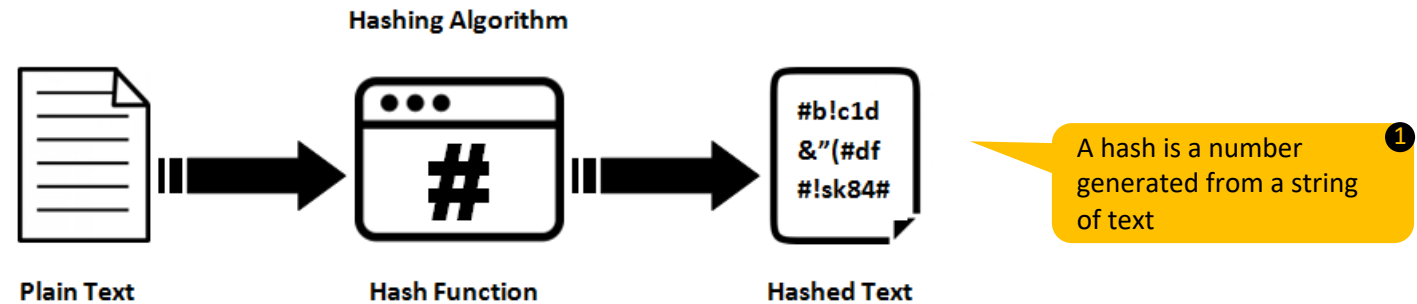 Hashing Algorithm
#
#b!c1d
&”(#df
#!sk84#
A hash is a number
generated from a string
of text
1
Plain Text
Hash Function
Hashed Text